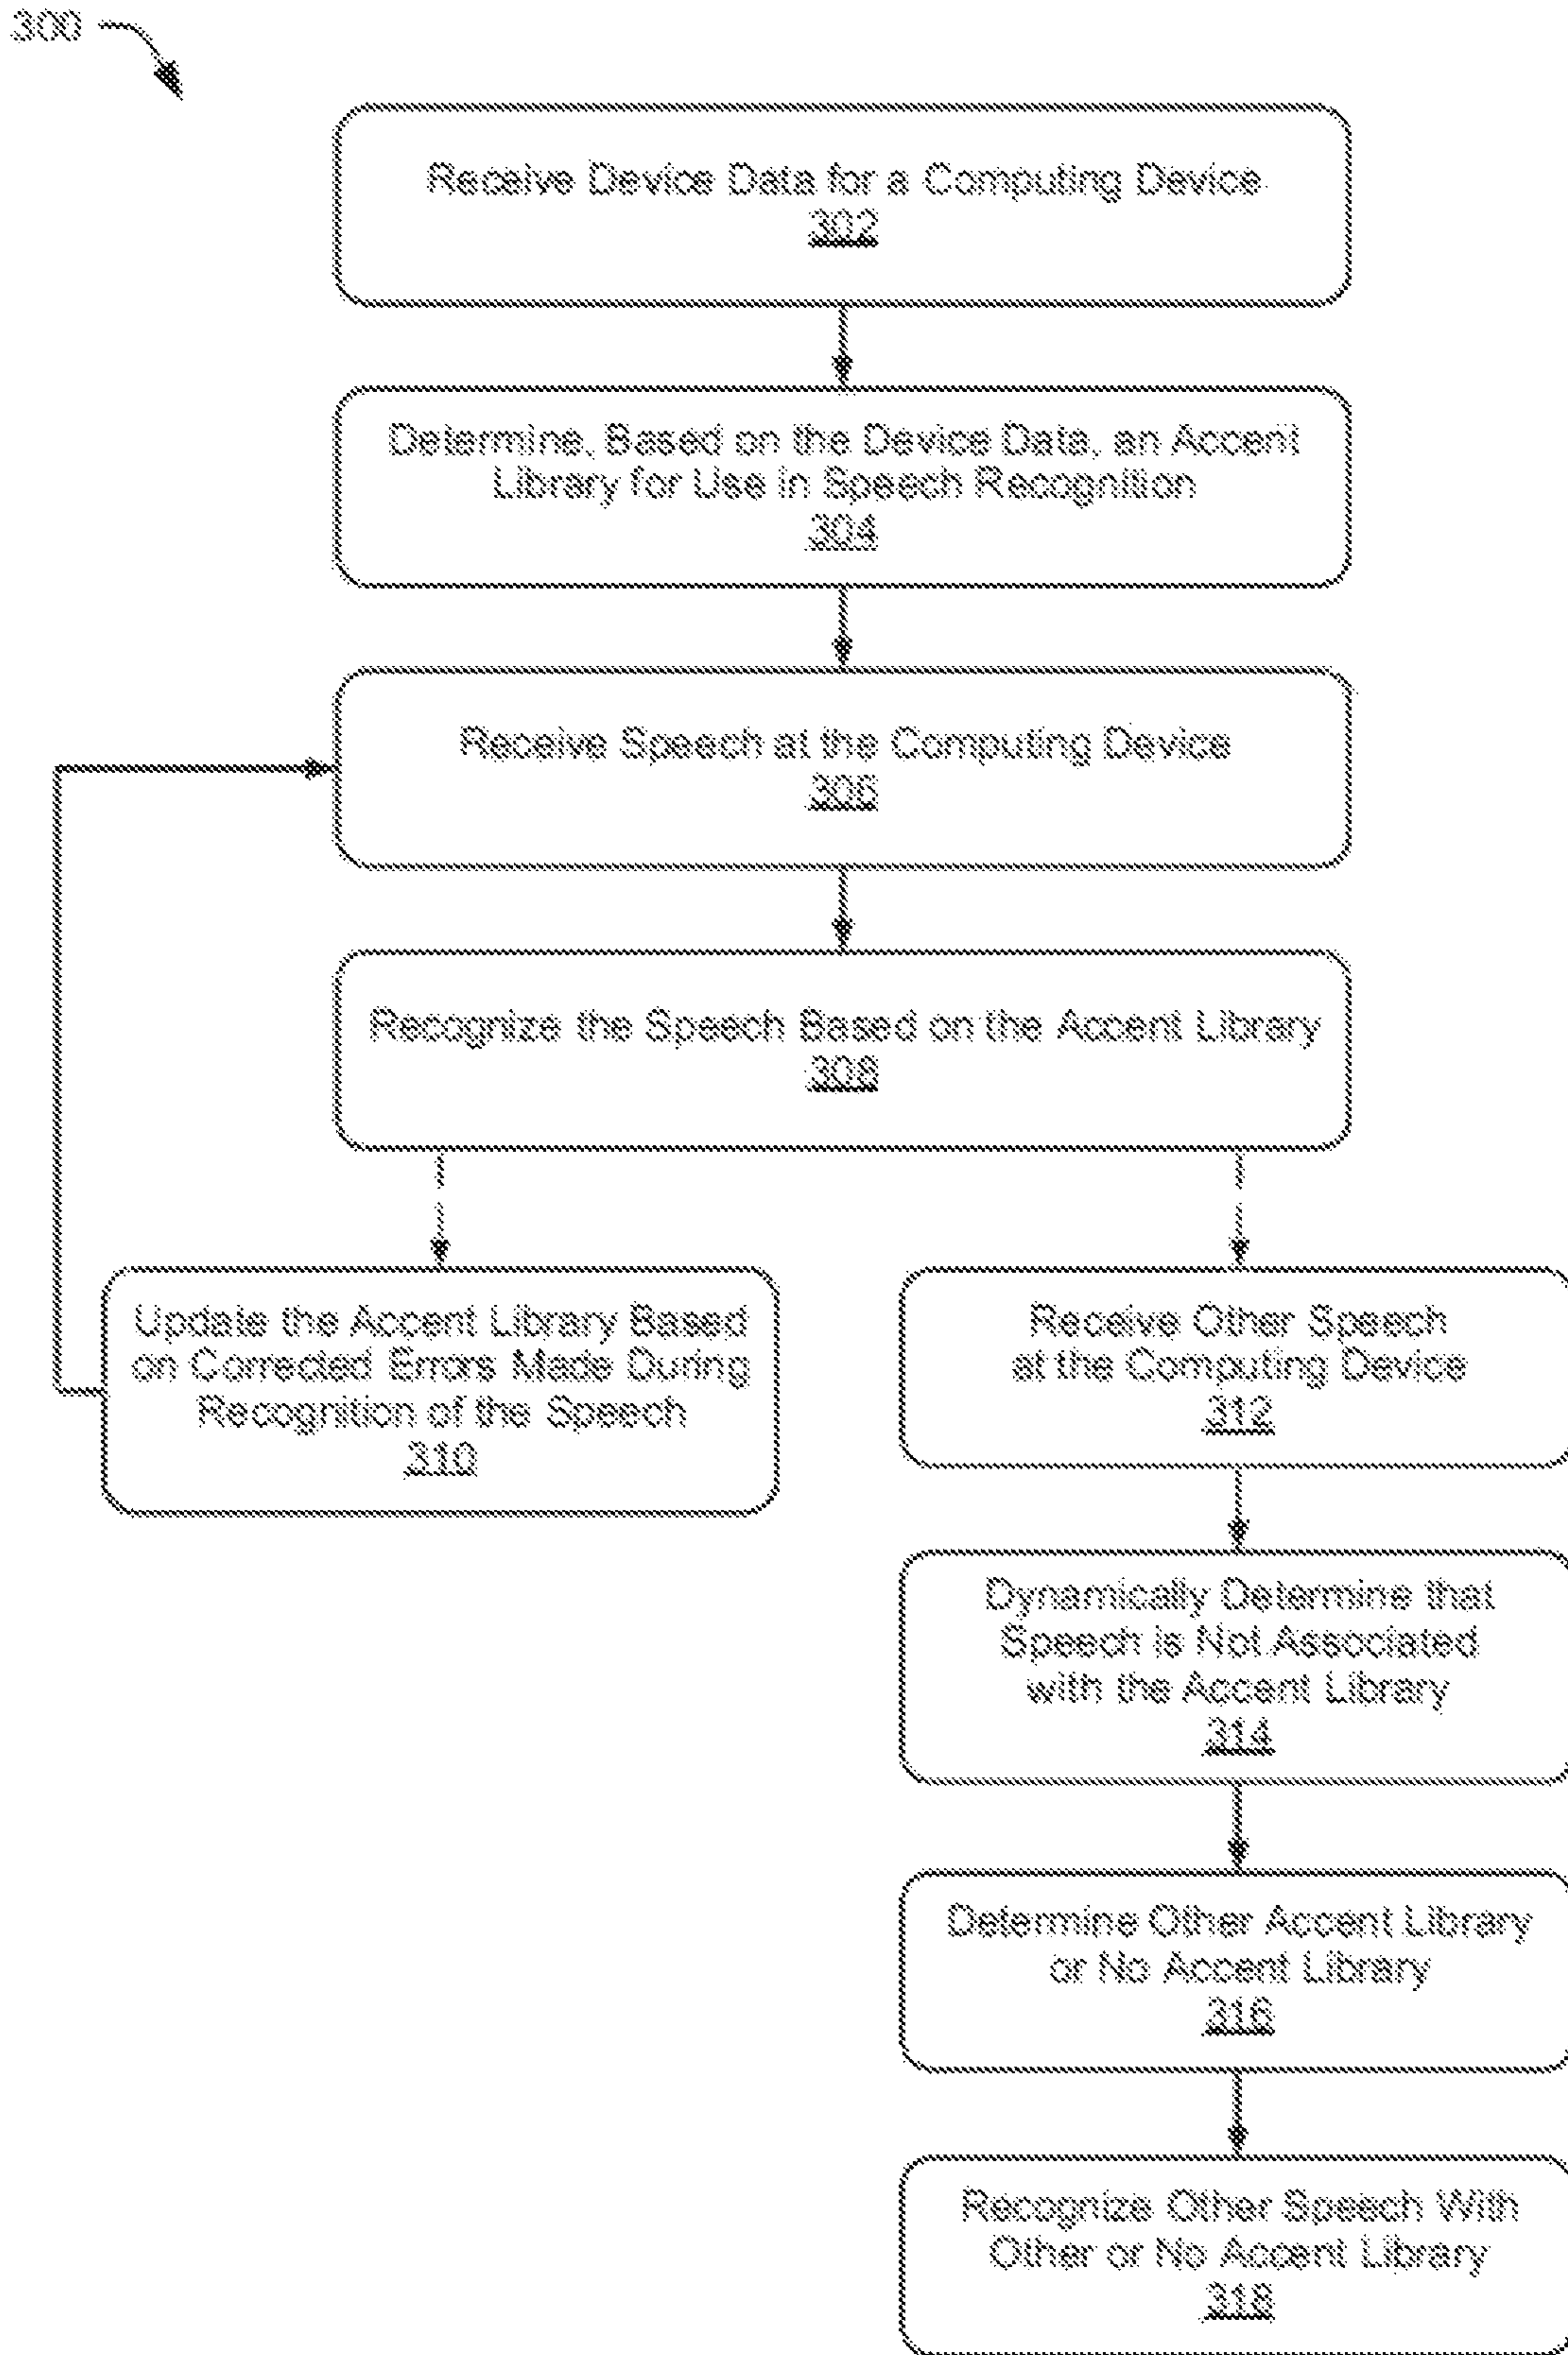 300
Receive Device Data for a Computing Device
302
Determine, Based on the Device Data, an Accent
Library for Use in Speech Recognition
304
Receive Speech at the Computing Device
306
Recognize the Speech Based on the Accent Library
308
Update the Accent Library Based
on Corrected Errors Made During
Recognition of the Speech
310
Receive Other Speech
at the Computing Device
312
Dynamically Determine that
Speech is Not Associated
with the Accent Library
314
Determine Other Accent Library
or No Accent Library
316
Recognize Other Speech With
Other or No Accent Library
318